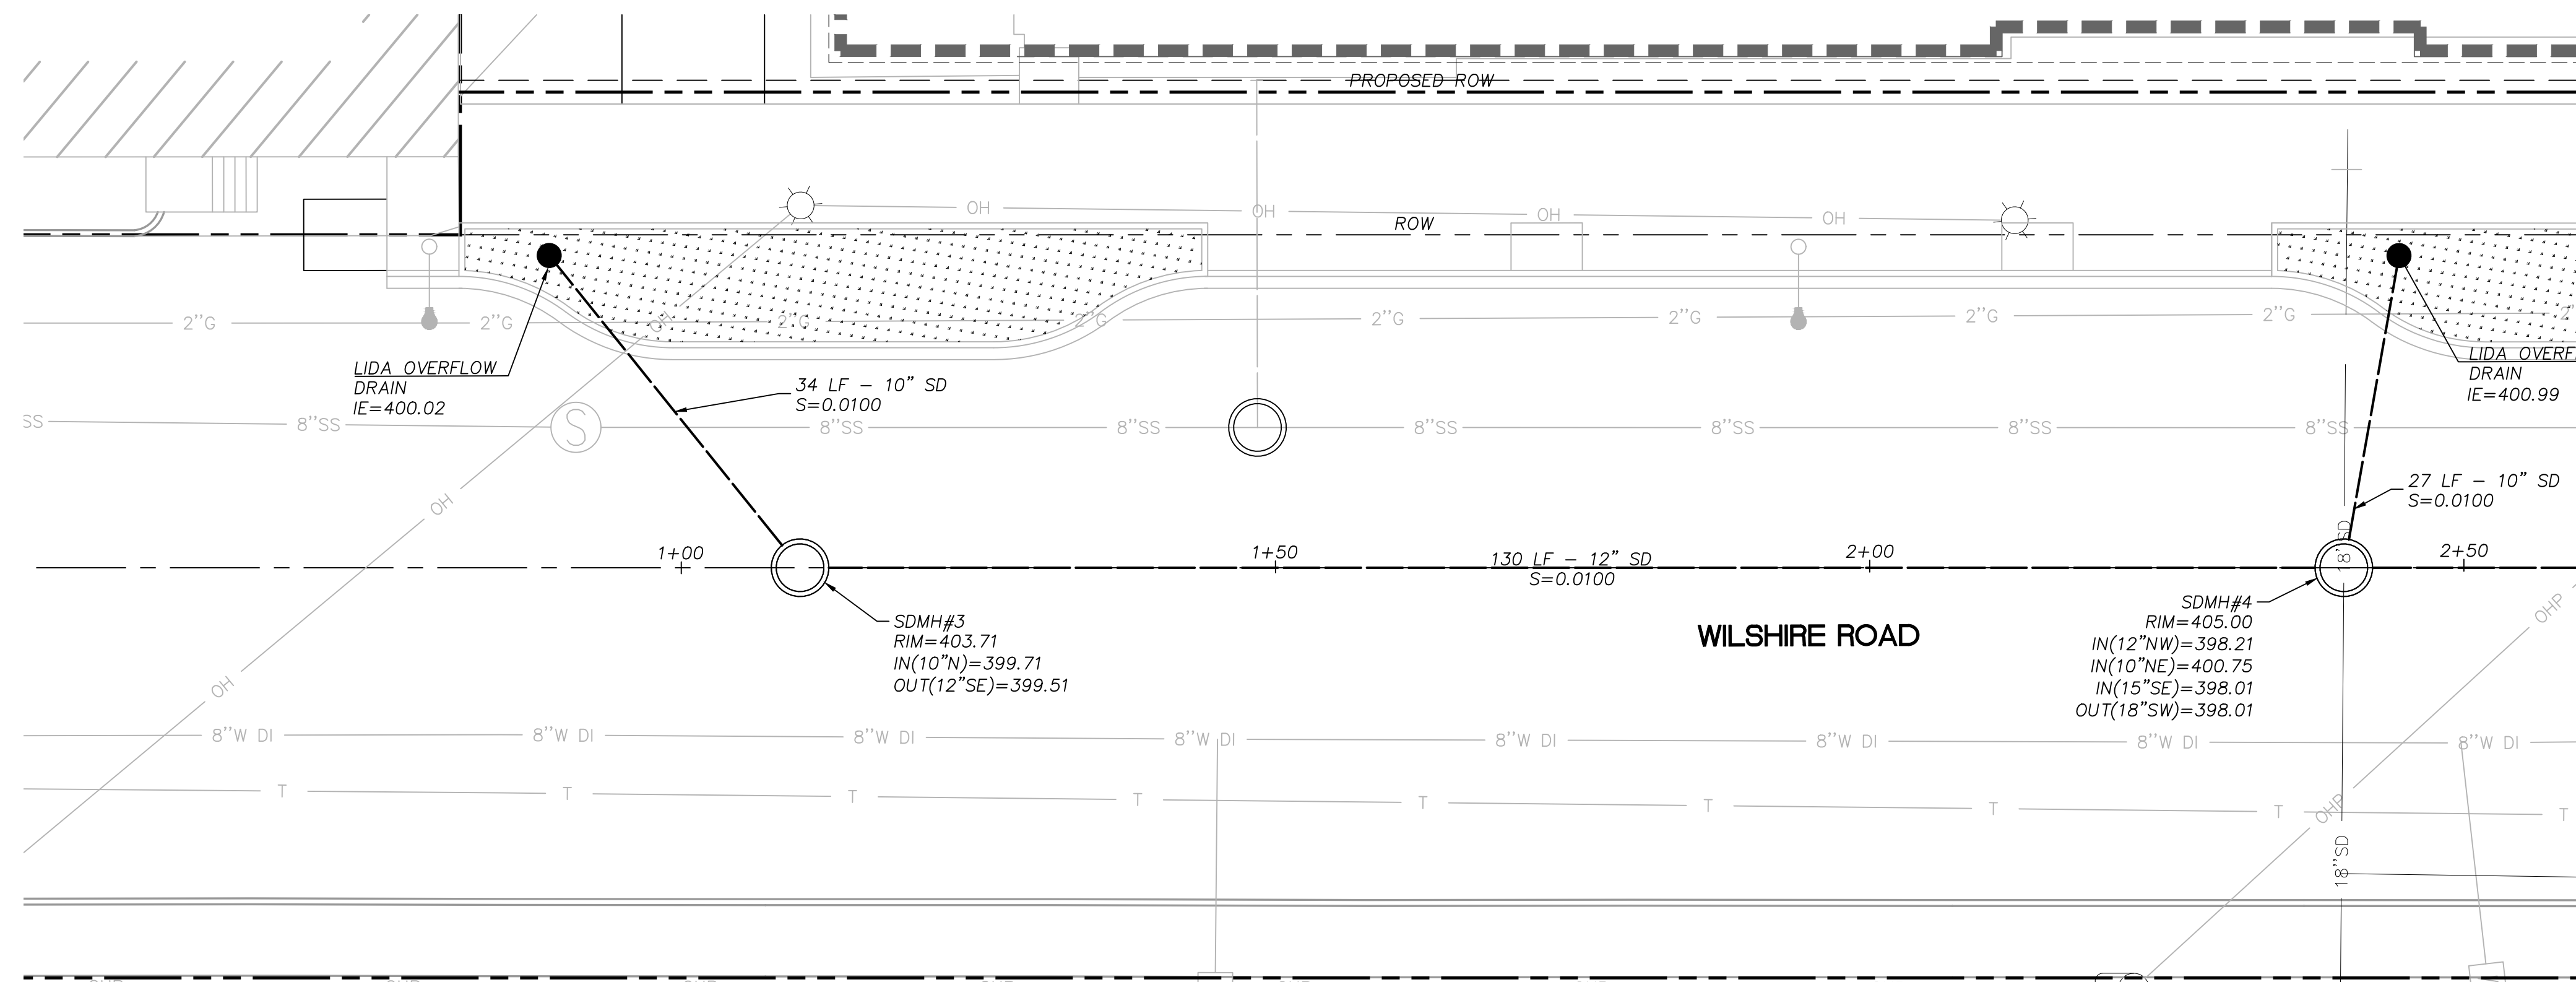 PROPOSED ROW
OH OH OH OH
ROW
2''G 2''G 2''G 2''G 2''G 2''G 2''G 2''G
OH
LIDA OVERFLOW
DRAIN
IE=400.02
34 LF - 10" SD
S=0.0100
LIDA OVERF
DRAIN
IE=400.99
SS 8''SS 8''SS 8''SS 8''SS 8''SS 8''SS 8''SS
S
OH
27 LF - 10" SD
S=0.0100
18''SD
1+00 1+50 2+00 2+50
130 LF - 12" SD
S=0.0100
SDMH#3
RIM=403.71
IN(10"N)=399.71
OUT(12"SE)=399.51
WILSHIRE ROAD
SDMH#4
RIM=405.00
IN(12"NW)=398.21
IN(10"NE)=400.75
IN(15"SE)=398.01
OUT(18"SW)=398.01
OHP
OH
8''W DI 8''W DI 8''W DI 8''W DI 8''W DI 8''W DI 8''W DI 8''W DI
T T T T T T T T T
OHP
18''SD